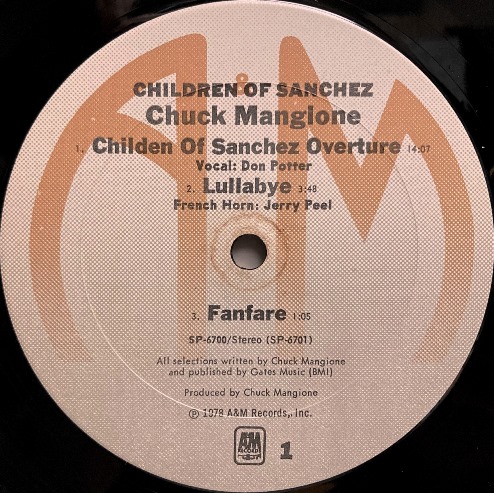 CHILDREN OF SANCHEZ
Chuck Mangione
1. Childen Of Sanchez Overture 14:07
Vocal: Don Potter
2. Lullabye 3:48
French Horn: Jerry Peel
3. Fanfare 1:05
SP-6700/Stereo (SP-6701)
All selections written by Chuck Mangione
and published by Gates Music (BMI)
Produced by Chuck Mangione
℗ 1978 A&M Records,. Inc.
A&M
RECORDS
1